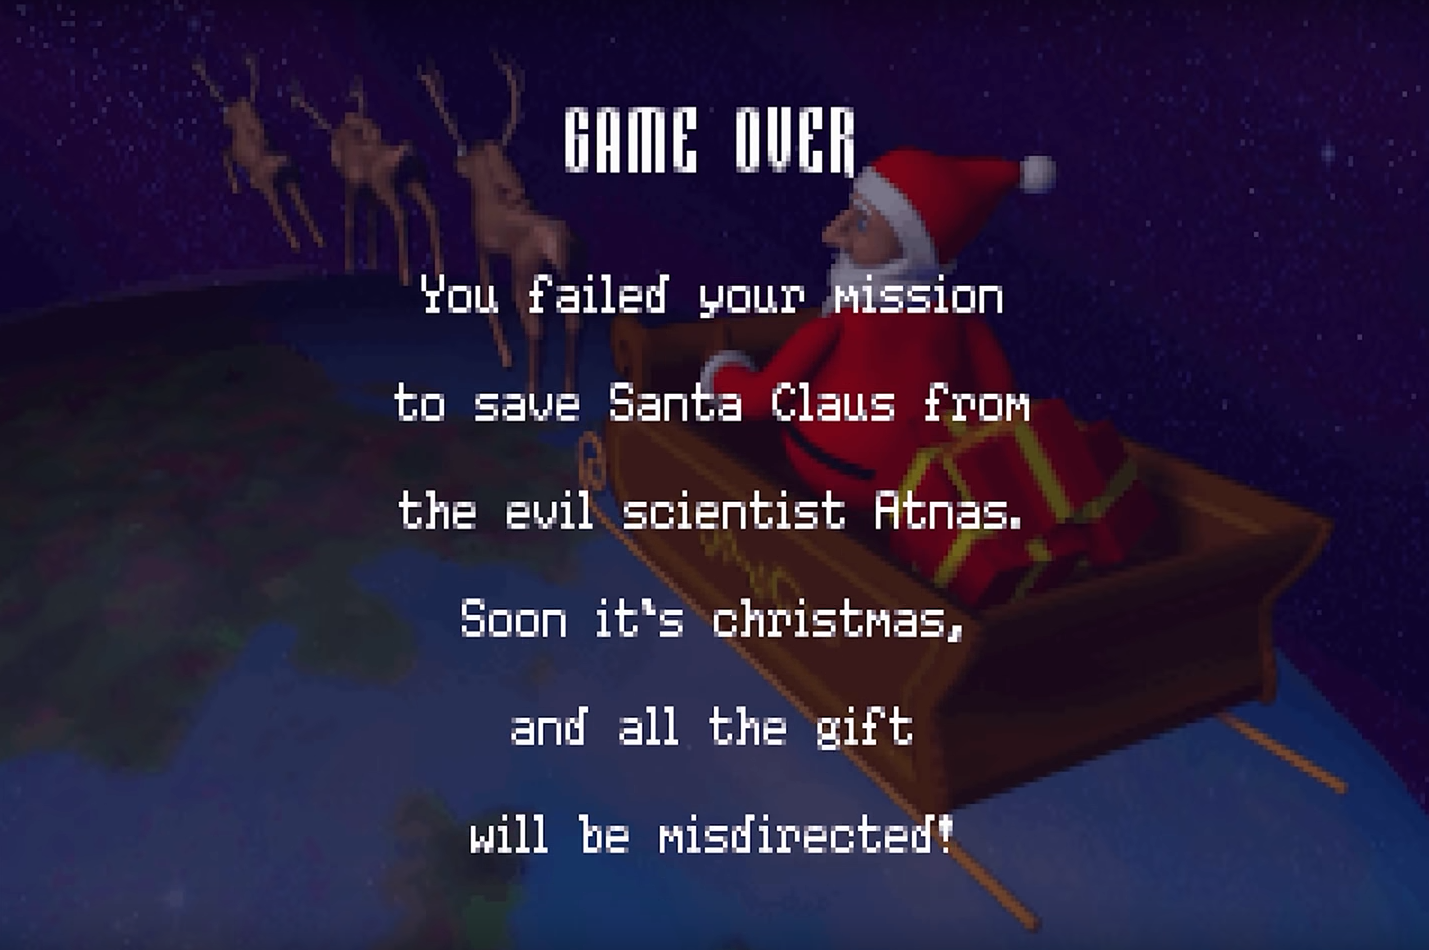 GAME OVER
You failed your mission
to save Santa Claus from
the evil scientist Atnas.
Soon it's christmas,
and all the gift
will be misdirected!